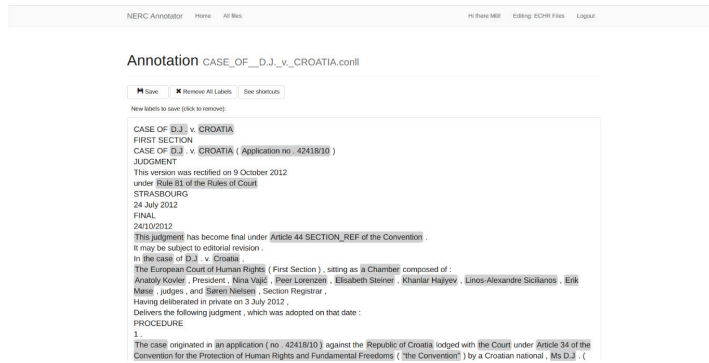 NERC Annotator Home All files Hi there Mili! Editing: ECHR Files Logout
Annotation CASE_OF__D.J._v._CROATIA.conll
Save Remove All Labels See shortcuts
New labels to save (click to remove):
CASE OF D.J . v. CROATIA
FIRST SECTION
CASE OF D.J . v. CROATIA ( Application no . 42418/10 )
JUDGMENT
This version was rectified on 9 October 2012
under Rule 81 of the Rules of Court
STRASBOURG
24 July 2012
FINAL
24/10/2012
This judgment has become final under Article 44 SECTION_REF of the Convention .
It may be subject to editorial revision .
In the case of D.J . v. Croatia ,
The European Court of Human Rights ( First Section ) , sitting as a Chamber composed of :
Anatoly Kovler , President , Nina Vajić , Peer Lorenzen , Elisabeth Steiner , Khanlar Hajiyev , Linos-Alexandre Sicilianos , Erik
Møse , judges , and Søren Nielsen , Section Registrar ,
Having deliberated in private on 3 July 2012 ,
Delivers the following judgment , which was adopted on that date :
PROCEDURE
1 .
The case originated in an application ( no . 42418/10 ) against the Republic of Croatia lodged with the Court under Article 34 of the
Convention for the Protection of Human Rights and Fundamental Freedoms ( "the Convention" ) by a Croatian national , Ms D.J . (